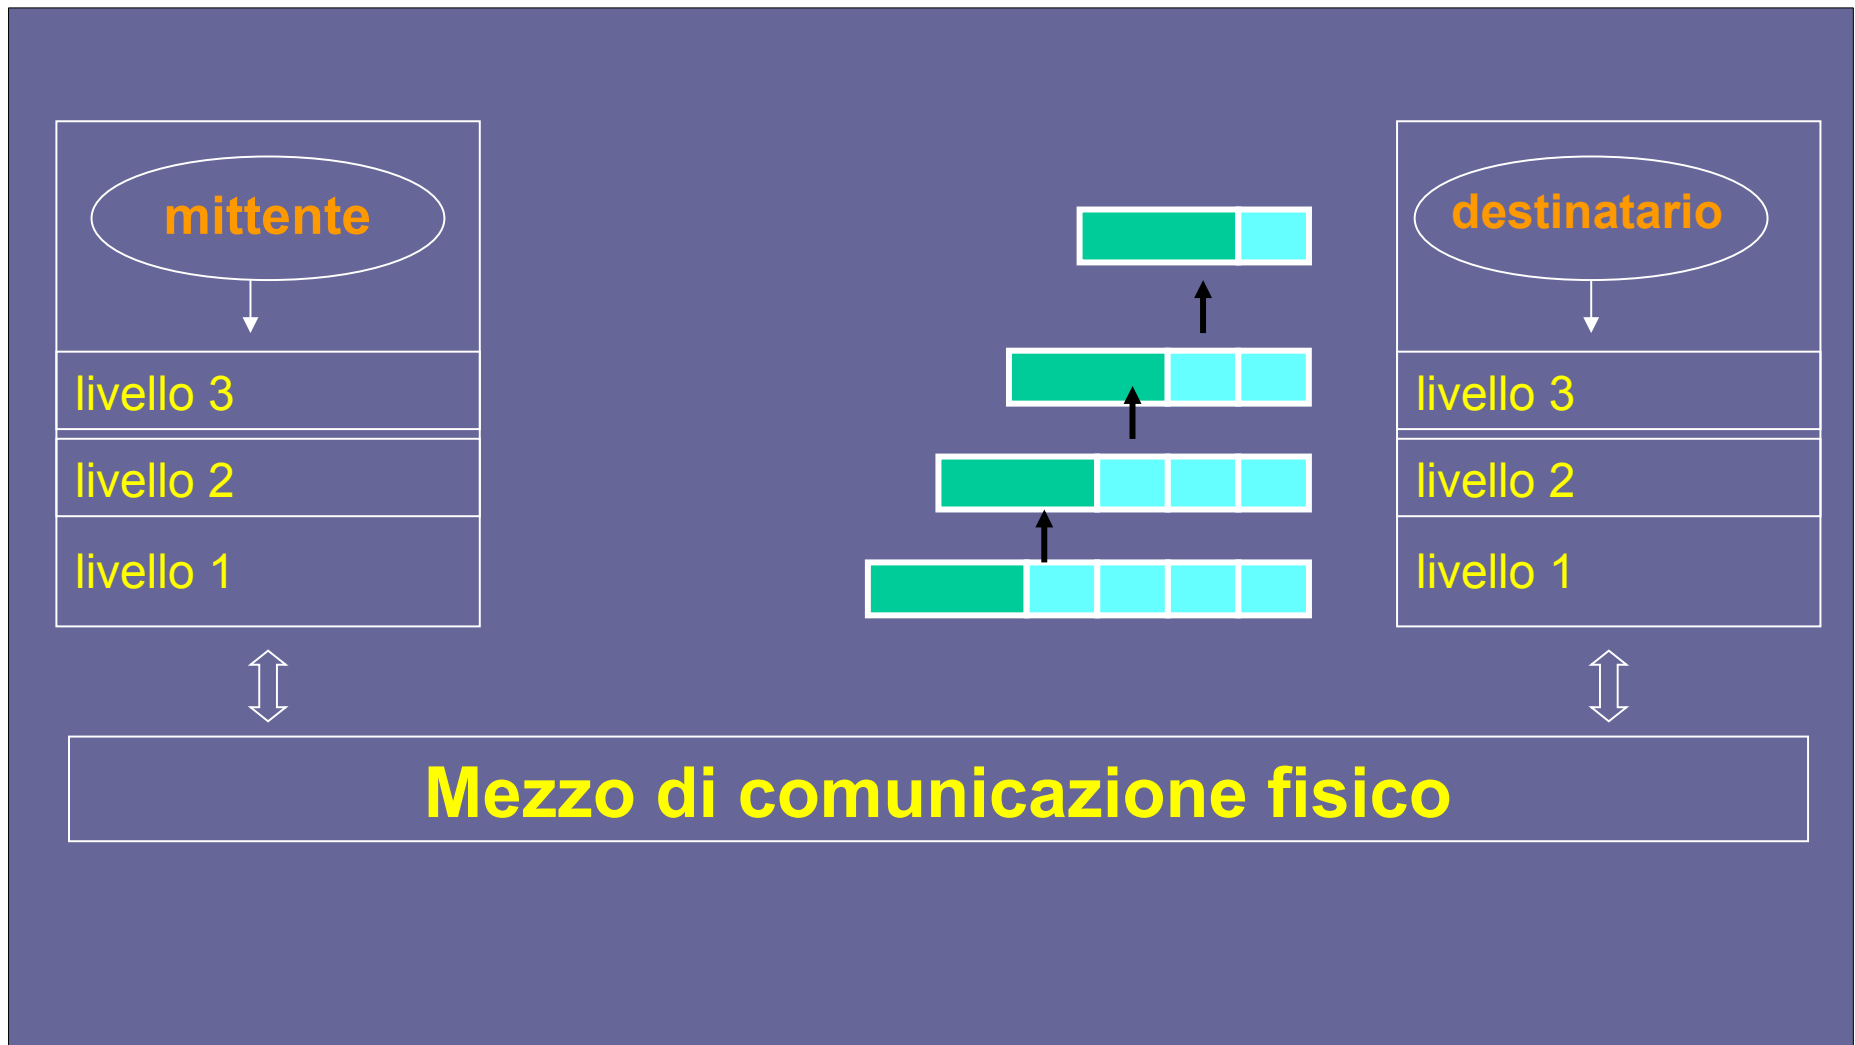 mittente
livello 3
livello 2
livello 1
destinatario
livello 3
livello 2
livello 1
Mezzo di comunicazione fisico